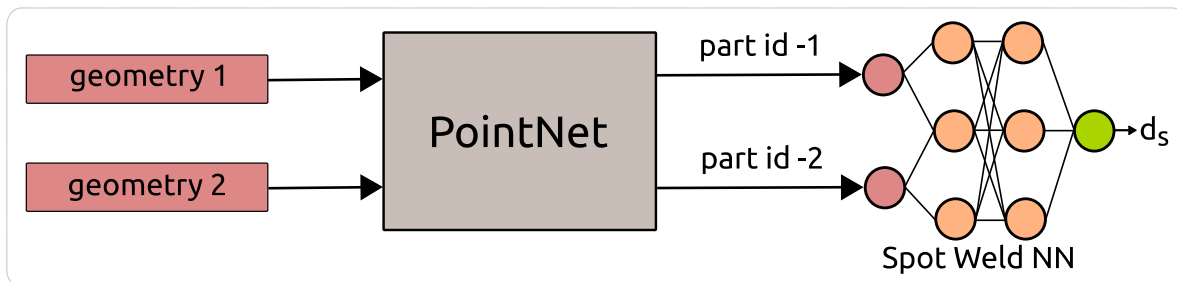 geometry 1
geometry 2
PointNet
part id -1
part id -2
dₛ
Spot Weld NN